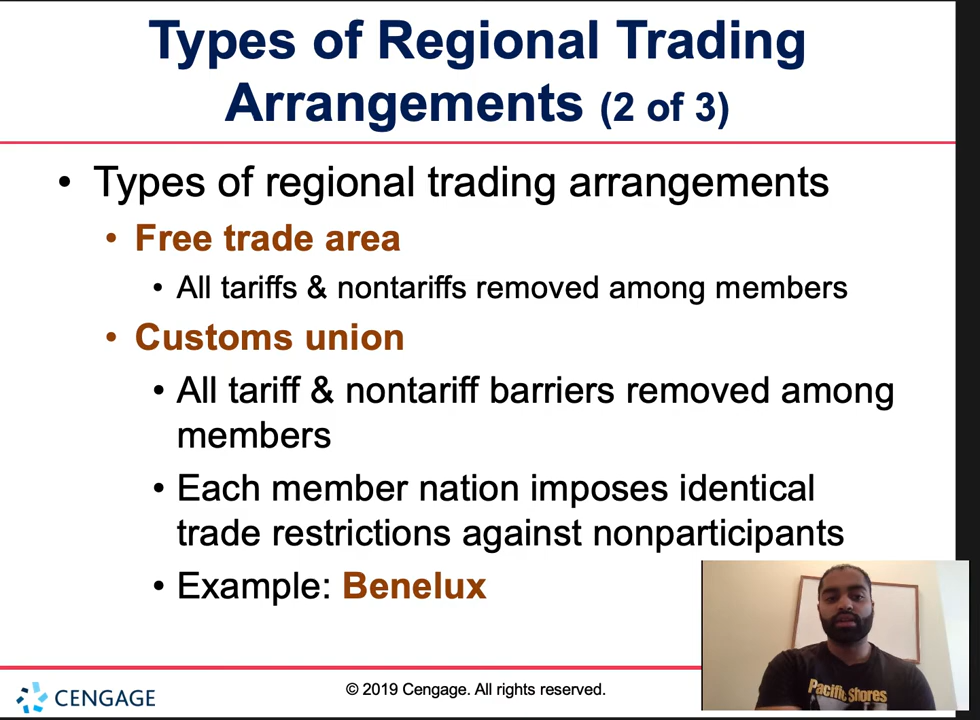 Types of Regional Trading
Arrangements (2 of 3)
• Types of regional trading arrangements
• Free trade area
• All tariffs & nontariffs removed among members
• Customs union
• All tariff & nontariff barriers removed among
members
• Each member nation imposes identical
trade restrictions against nonparticipants
• Example: Benelux
CENGAGE
© 2019 Cengage. All rights reserved.
Pacific Shores